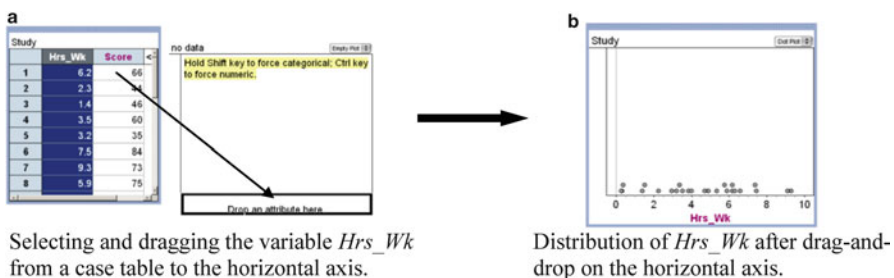 a
Study
Hrs_Wk Score <
1 6.2 66
2 2.3 44
3 1.4 46
4 3.5 60
5 3.2 35
6 7.5 84
7 9.3 73
8 5.9 75
no data
Empty Plot
Hold Shift key to force categorical; Ctrl key
to force numeric.
Drop an attribute here
Selecting and dragging the variable Hrs_Wk
from a case table to the horizontal axis.
b
Study
Dot Plot
0 2 4 6 8 10
Hrs_Wk
Distribution of Hrs_Wk after drag-and-
drop on the horizontal axis.